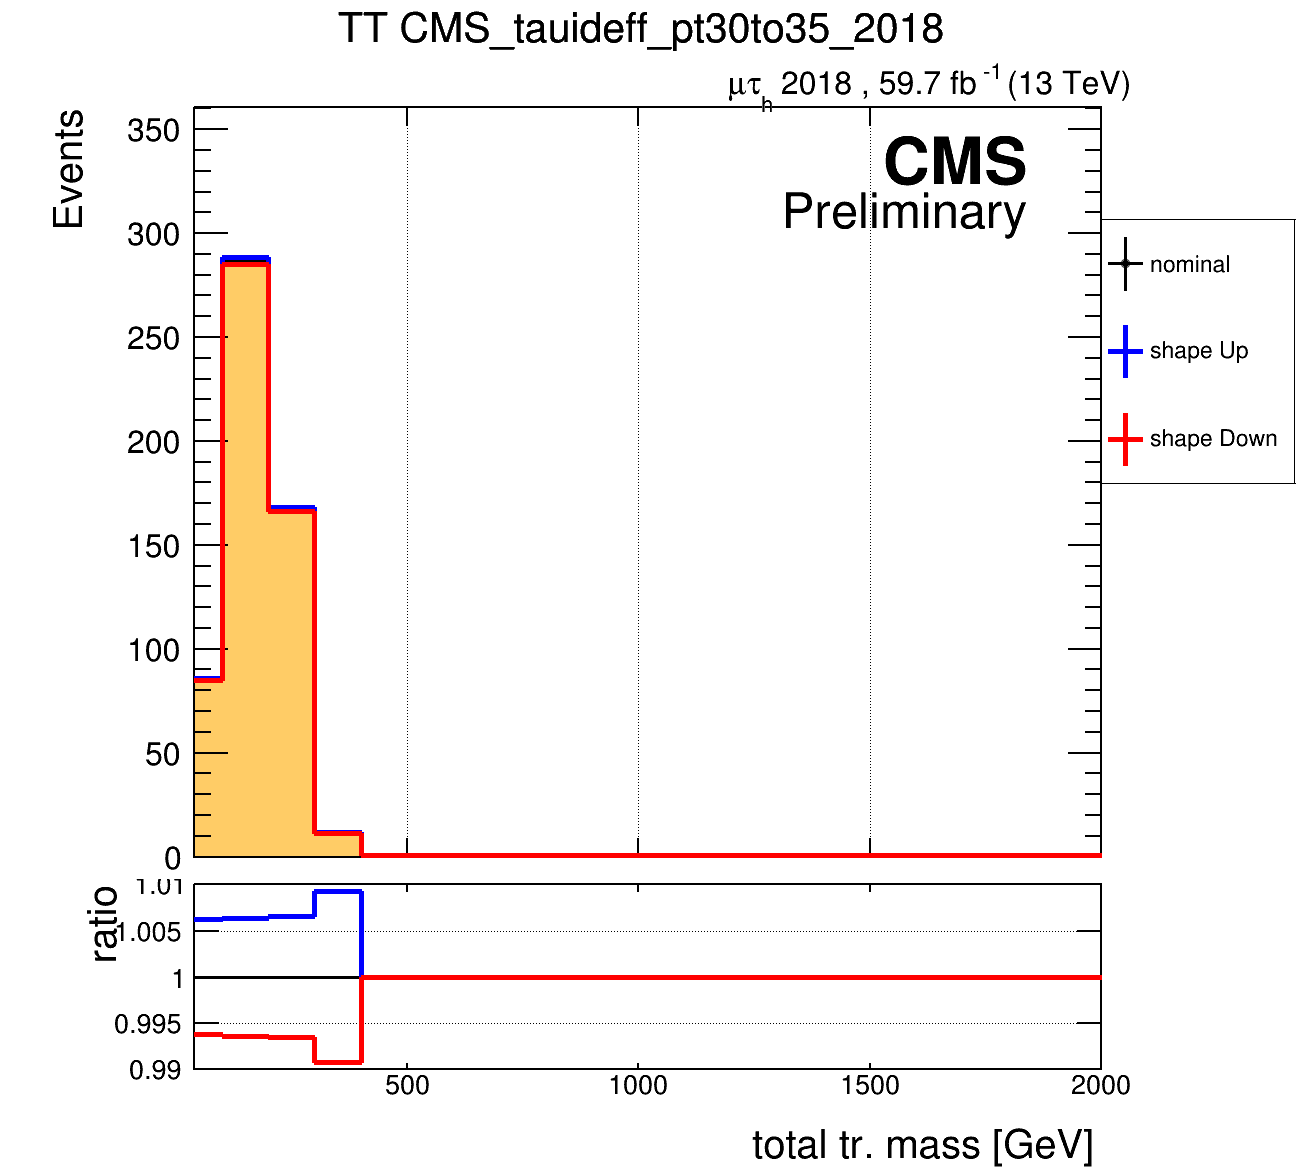 TT CMS_tauideff_pt30to35_2018
μτh 2018 , 59.7 fb-1 (13 TeV)
Events
350
300
250
200
150
100
50
0
CMS
Preliminary
nominal
shape Up
shape Down
ratio
1.01
1.005
1
0.995
0.99
500
1000
1500
2000
total tr. mass [GeV]